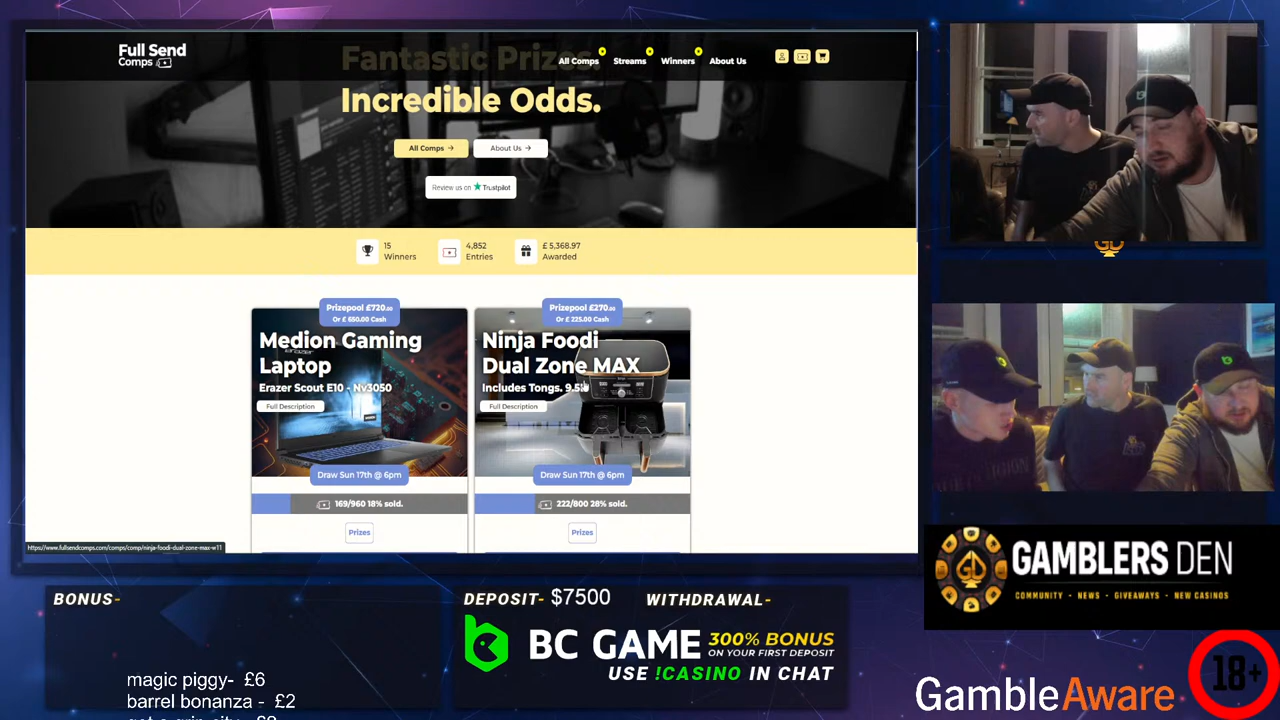 Full Send
Comps
All Comps
Streams
Winners
About Us
Fantastic Prizes.
Incredible Odds.
All Comps →
About Us →
Review us on ★ Trustpilot
15
Winners
4,852
Entries
£ 5,368.97
Awarded
Prizepool £720.00
Or £ 650.00 Cash
Medion Gaming
Laptop
Erazer Scout E10 - Nv3050
Full Description
Draw Sun 17th @ 6pm
169/960 18% sold.
Prizes
Prizepool £270.00
Or £ 225.00 Cash
Ninja Foodi
Dual Zone MAX
Includes Tongs. 9.5
Full Description
Draw Sun 17th @ 6pm
222/800 28% sold.
Prizes
https://www.fullsendcomps.com/comps/comp/ninja-foodi-dual-zone-max-w11
GD
GAMBLERS DEN
COMMUNITY - NEWS - GIVEAWAYS - NEW CASINOS
BONUS-
magic piggy- £6
barrel bonanza - £2
DEPOSIT- $7500
WITHDRAWAL-
BC GAME
300% BONUS
ON YOUR FIRST DEPOSIT
USE !CASINO IN CHAT
GambleAware
18+